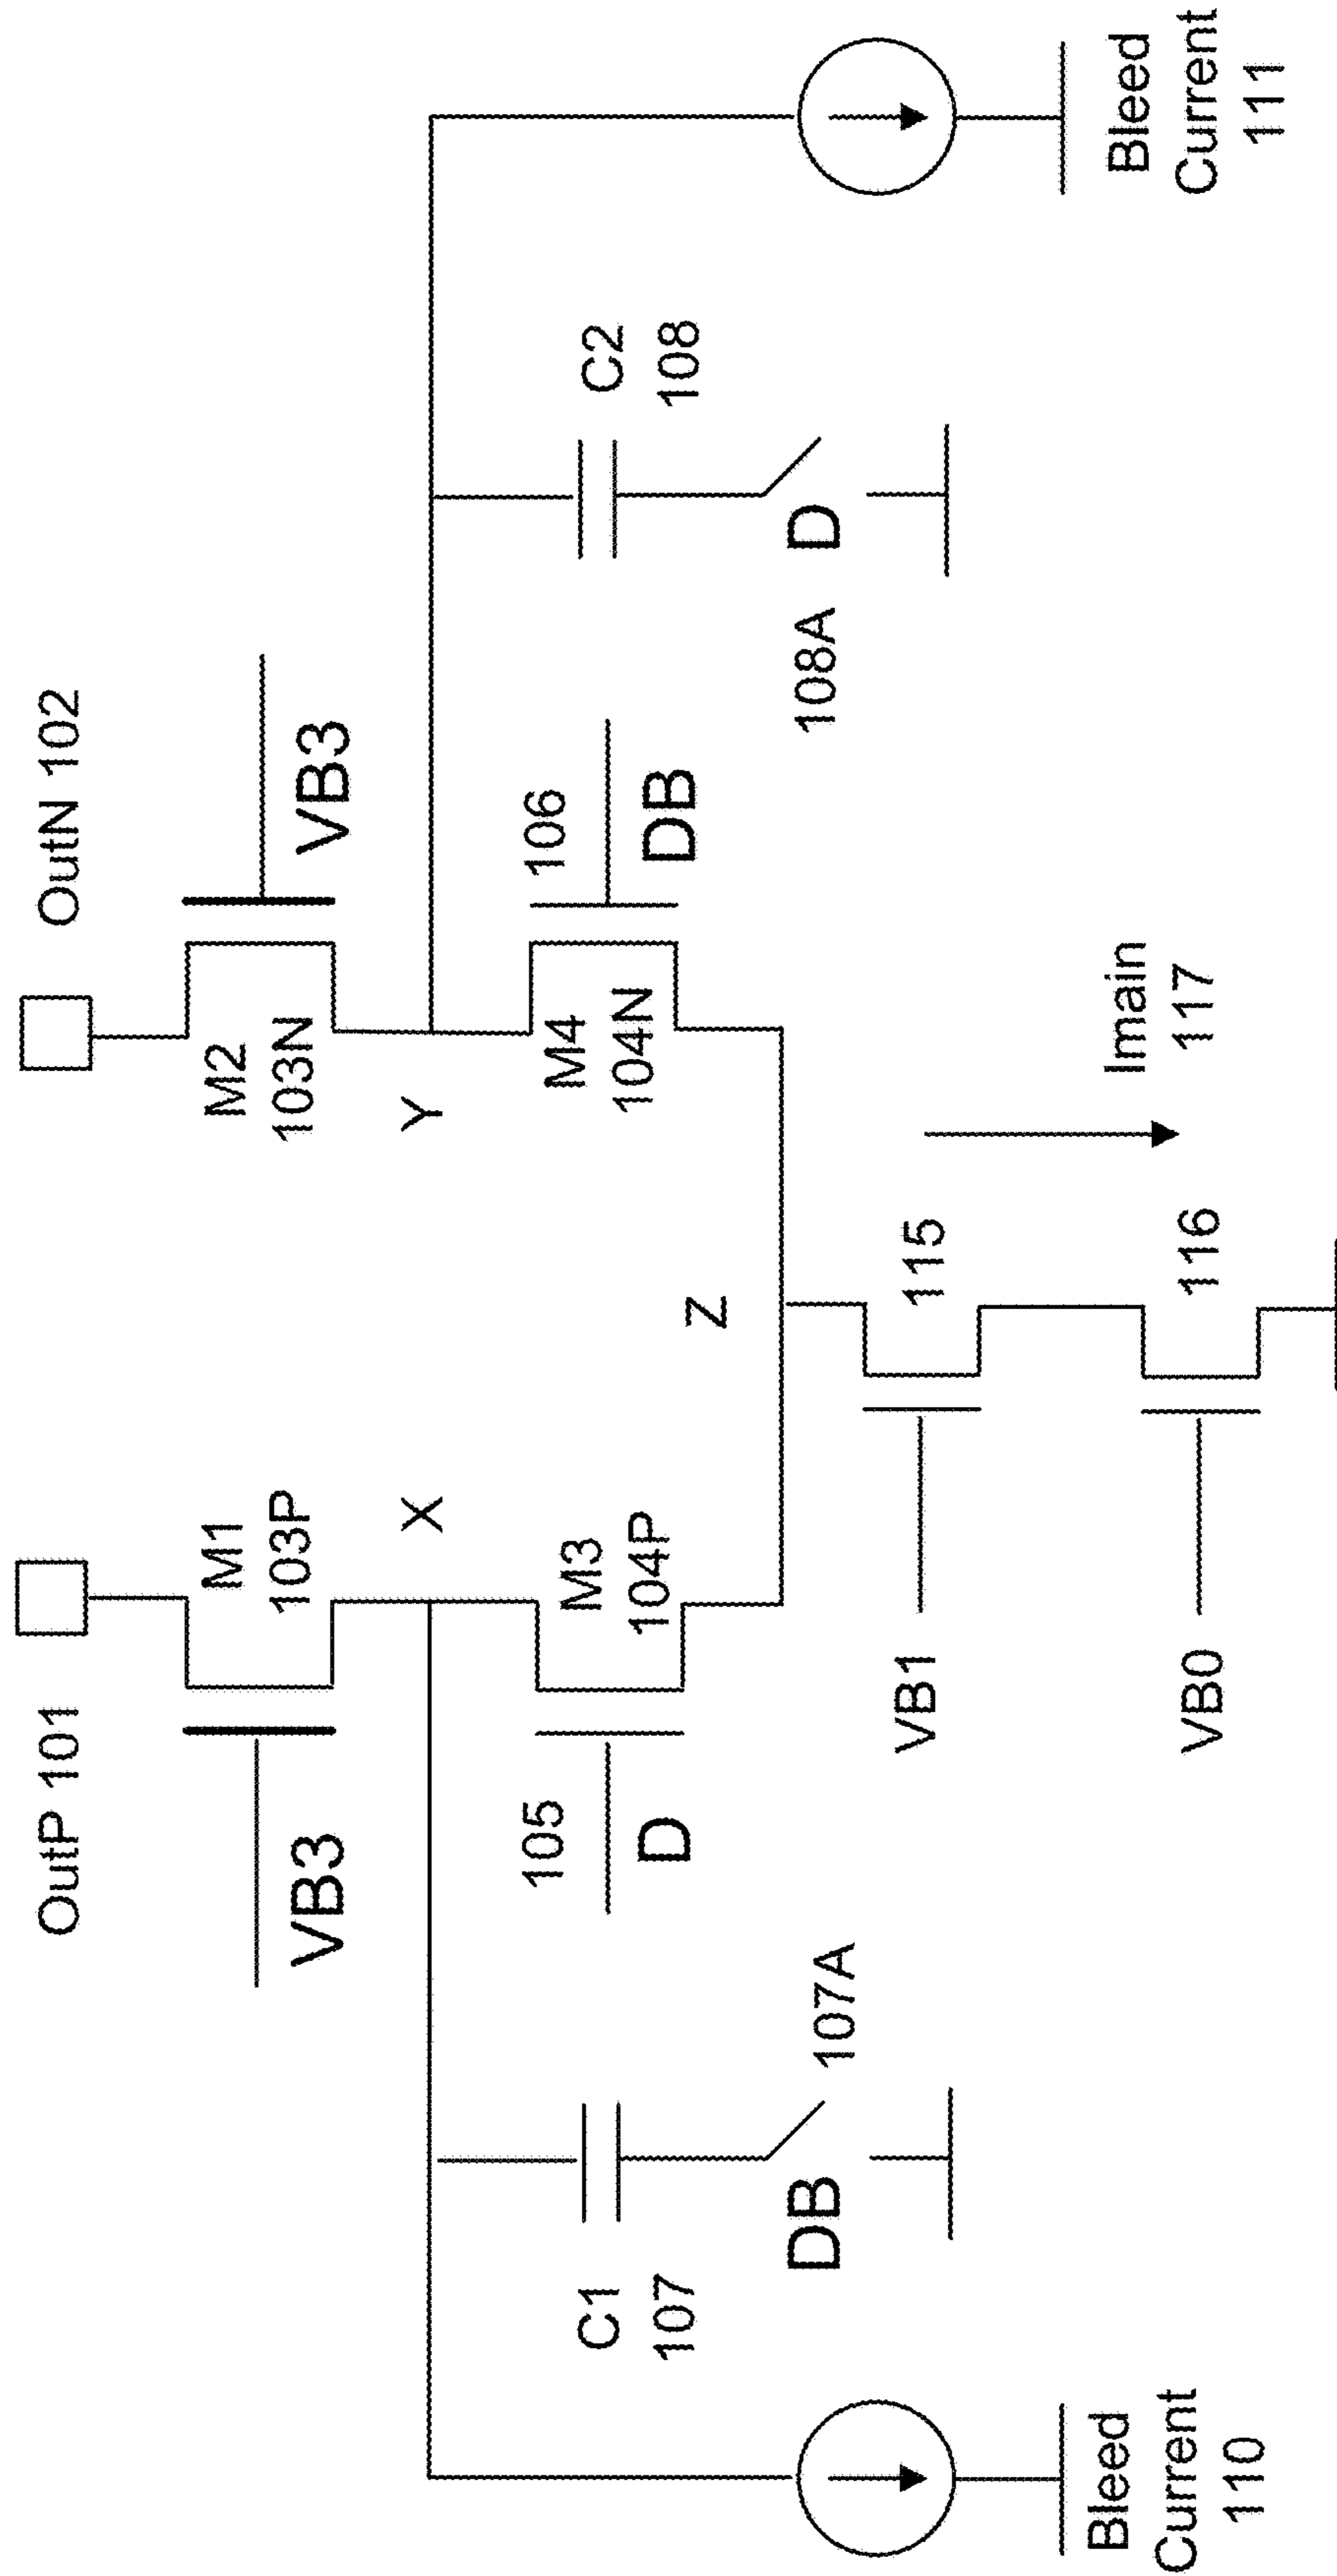 OutP 101
OutN 102
M1
103P
M2
103N
VB3
VB3
X
Y
105
D
M3
104P
M4
104N
106
DB
C1
107
DB
107A
C2
108
D
108A
Z
VB1
115
VB0
116
Imain
117
Bleed
Current
110
Bleed
Current
111